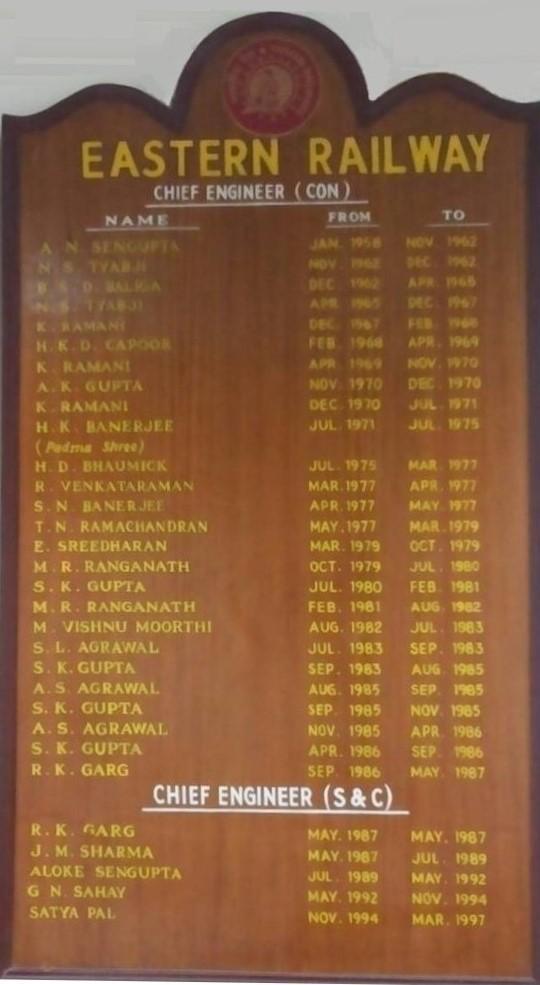 EASTERN RAILWAY
CHIEF ENGINEER (CON)
NAME FROM TO
A. N. SENGUPTA JAN. 1958 NOV. 1962
N. S. TYABJI NOV. 1962 DEC. 1962
B. S. D. BALIGA DEC. 1962 APR. 1965
N. S. TYABJI APR. 1965 DEC. 1967
K. RAMANI DEC. 1967 FEB. 1968
H. K. D. CAPOOR FEB. 1968 APR. 1969
K. RAMANI APR. 1969 NOV. 1970
A. K. GUPTA NOV. 1970 DEC. 1970
K. RAMANI DEC. 1970 JUL. 1971
H. K. BANERJEE JUL. 1971 JUL. 1975
(Padma Shree)
H. D. BHAUMICK JUL. 1975 MAR. 1977
R. VENKATARAMAN MAR. 1977 APR. 1977
S. N. BANERJEE APR. 1977 MAY. 1977
T. N. RAMACHANDRAN MAY. 1977 MAR. 1979
E. SREEDHARAN MAR. 1979 OCT. 1979
M. R. RANGANATH OCT. 1979 JUL. 1980
S. K. GUPTA JUL. 1980 FEB. 1981
M. R. RANGANATH FEB. 1981 AUG. 1982
M. VISHNU MOORTHI AUG. 1982 JUL. 1983
S. L. AGRAWAL JUL. 1983 SEP. 1983
S. K. GUPTA SEP. 1983 AUG. 1985
A. S. AGRAWAL AUG. 1985 SEP. 1985
S. K. GUPTA SEP. 1985 NOV. 1985
A. S. AGRAWAL NOV. 1985 APR. 1986
S. K. GUPTA APR. 1986 SEP. 1986
R. K. GARG SEP. 1986 MAY. 1987
CHIEF ENGINEER (S & C)
R. K. GARG MAY. 1987 MAY. 1987
J. M. SHARMA MAY. 1987 JUL. 1989
ALOKE SENGUPTA JUL. 1989 MAY. 1992
G. N. SAHAY MAY. 1992 NOV. 1994
SATYA PAL NOV. 1994 MAR. 1997